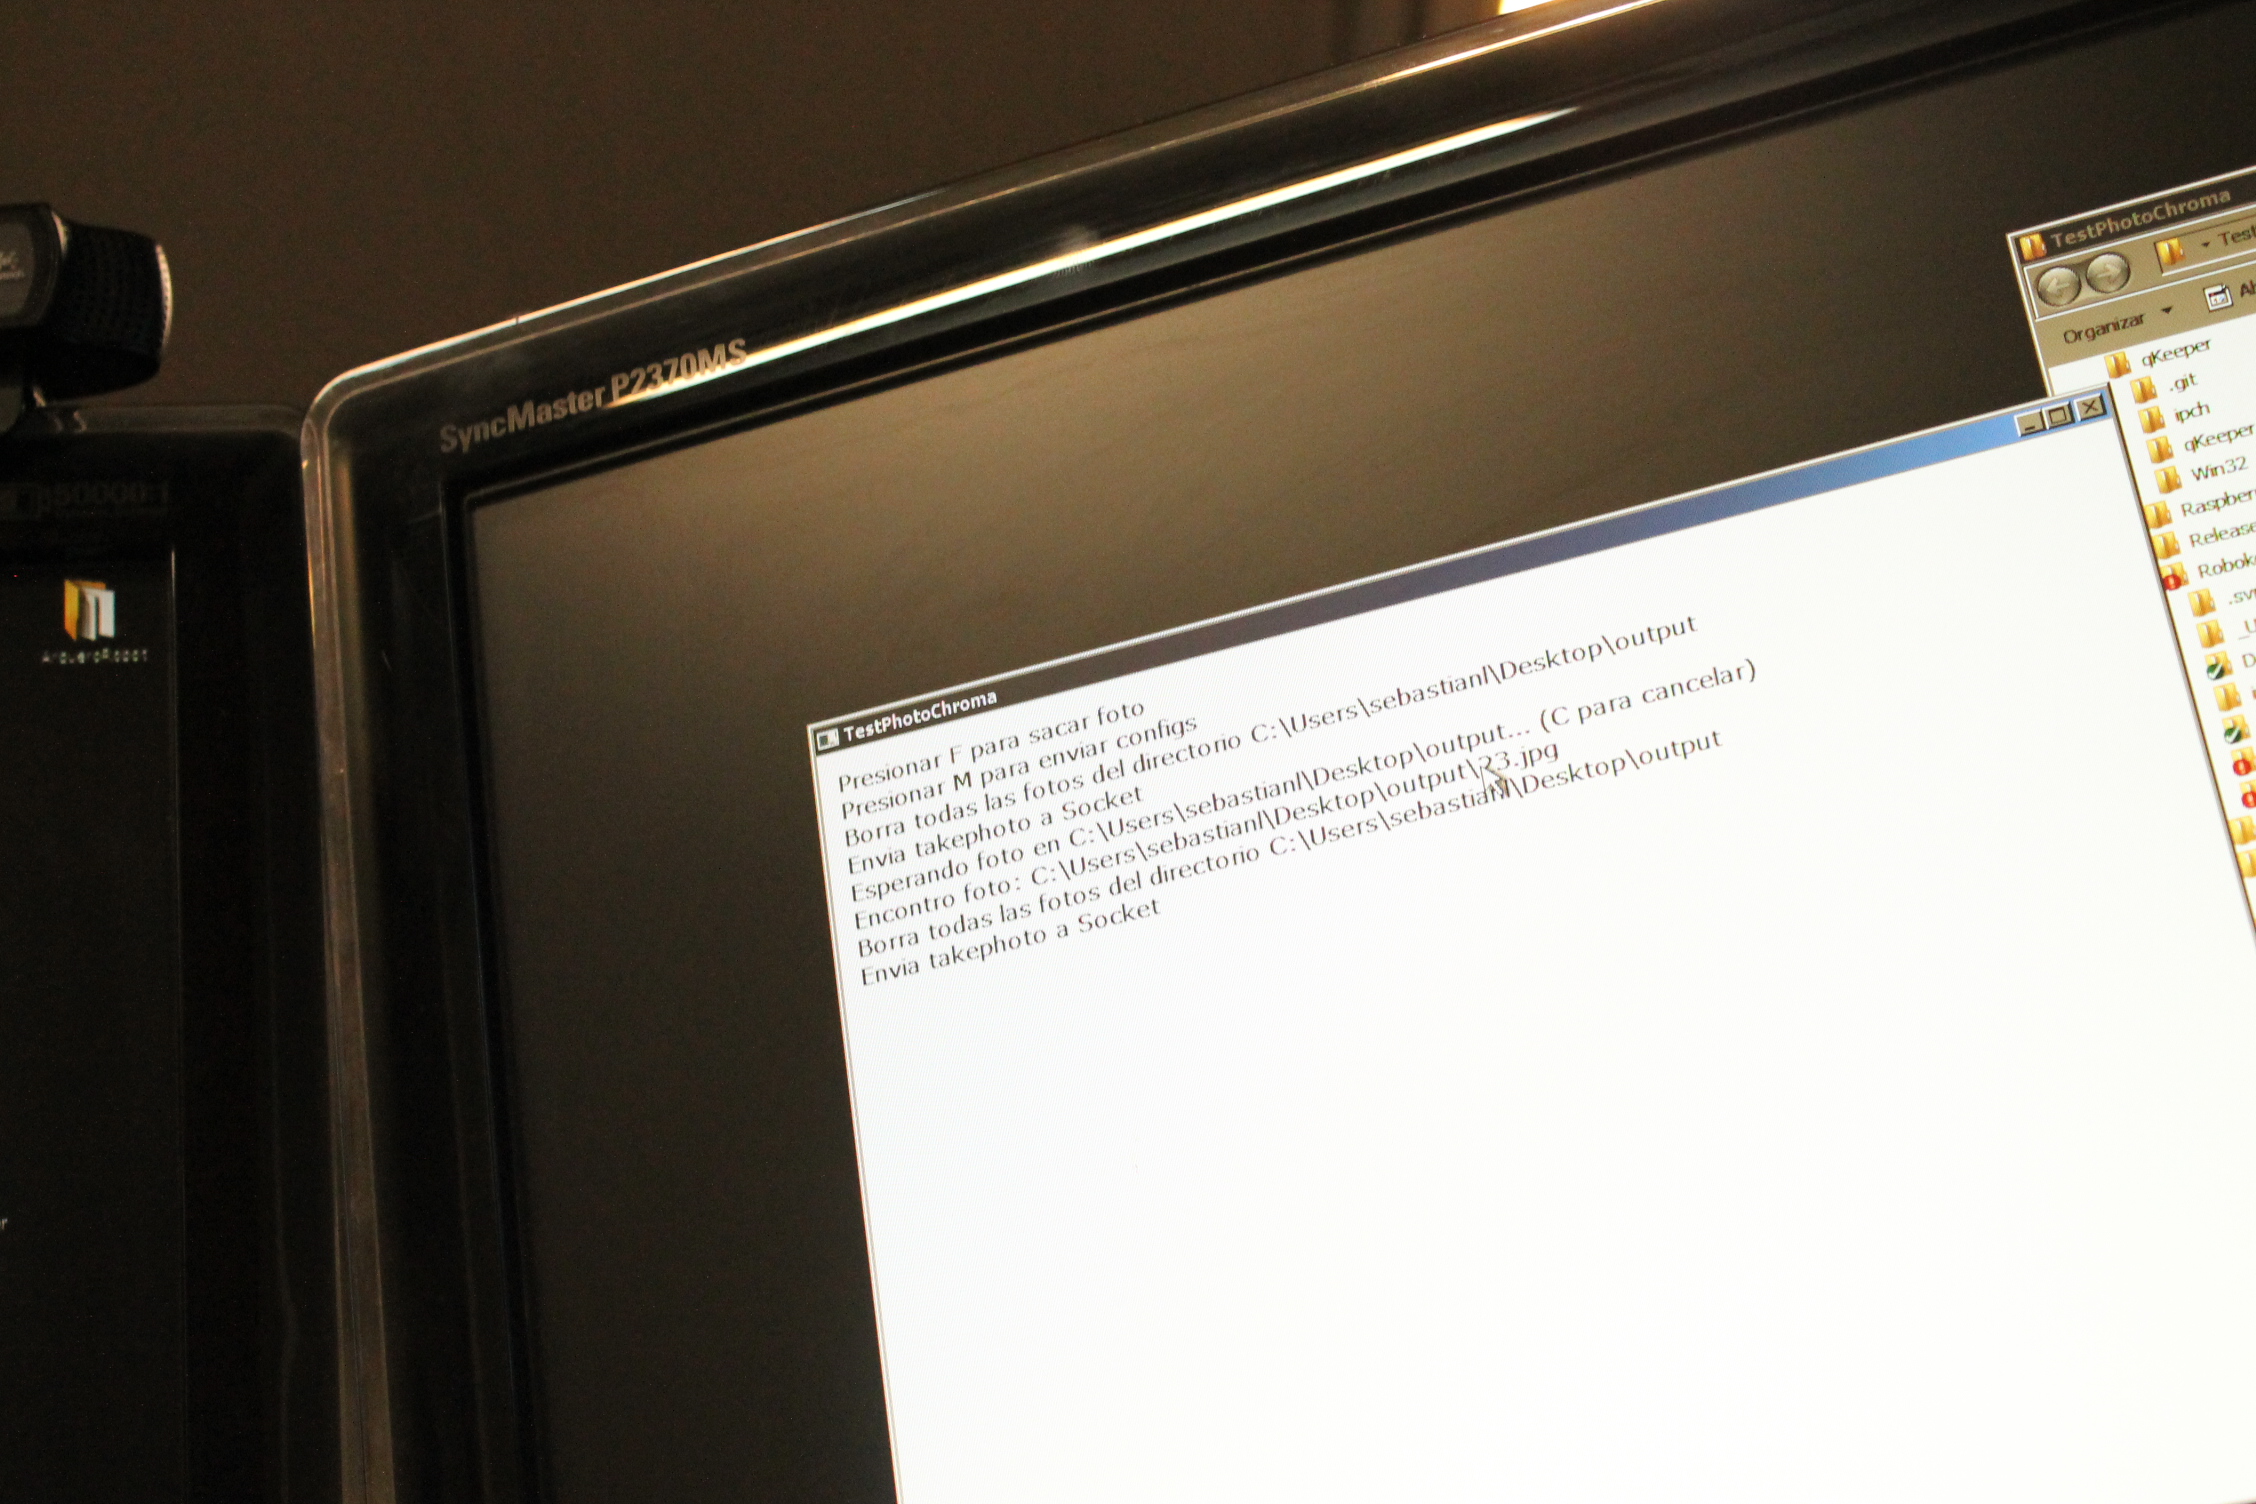 SyncMaster P2370MS
TestPhotoChroma
Organizar
qKeeper
.git
ipch
qKeeper
Win32
TestPhotoChroma
Presionar F para sacar foto
Presionar M para enviar configs
Borra todas las fotos del directorio C:\Users\sebastianl\Desktop\output
Envia takephoto a Socket
Esperando foto en C:\Users\sebastianl\Desktop\output... (C para cancelar)
Encontro foto: C:\Users\sebastianl\Desktop\output\23.jpg
Borra todas las fotos del directorio C:\Users\sebastianl\Desktop\output
Envia takephoto a Socket